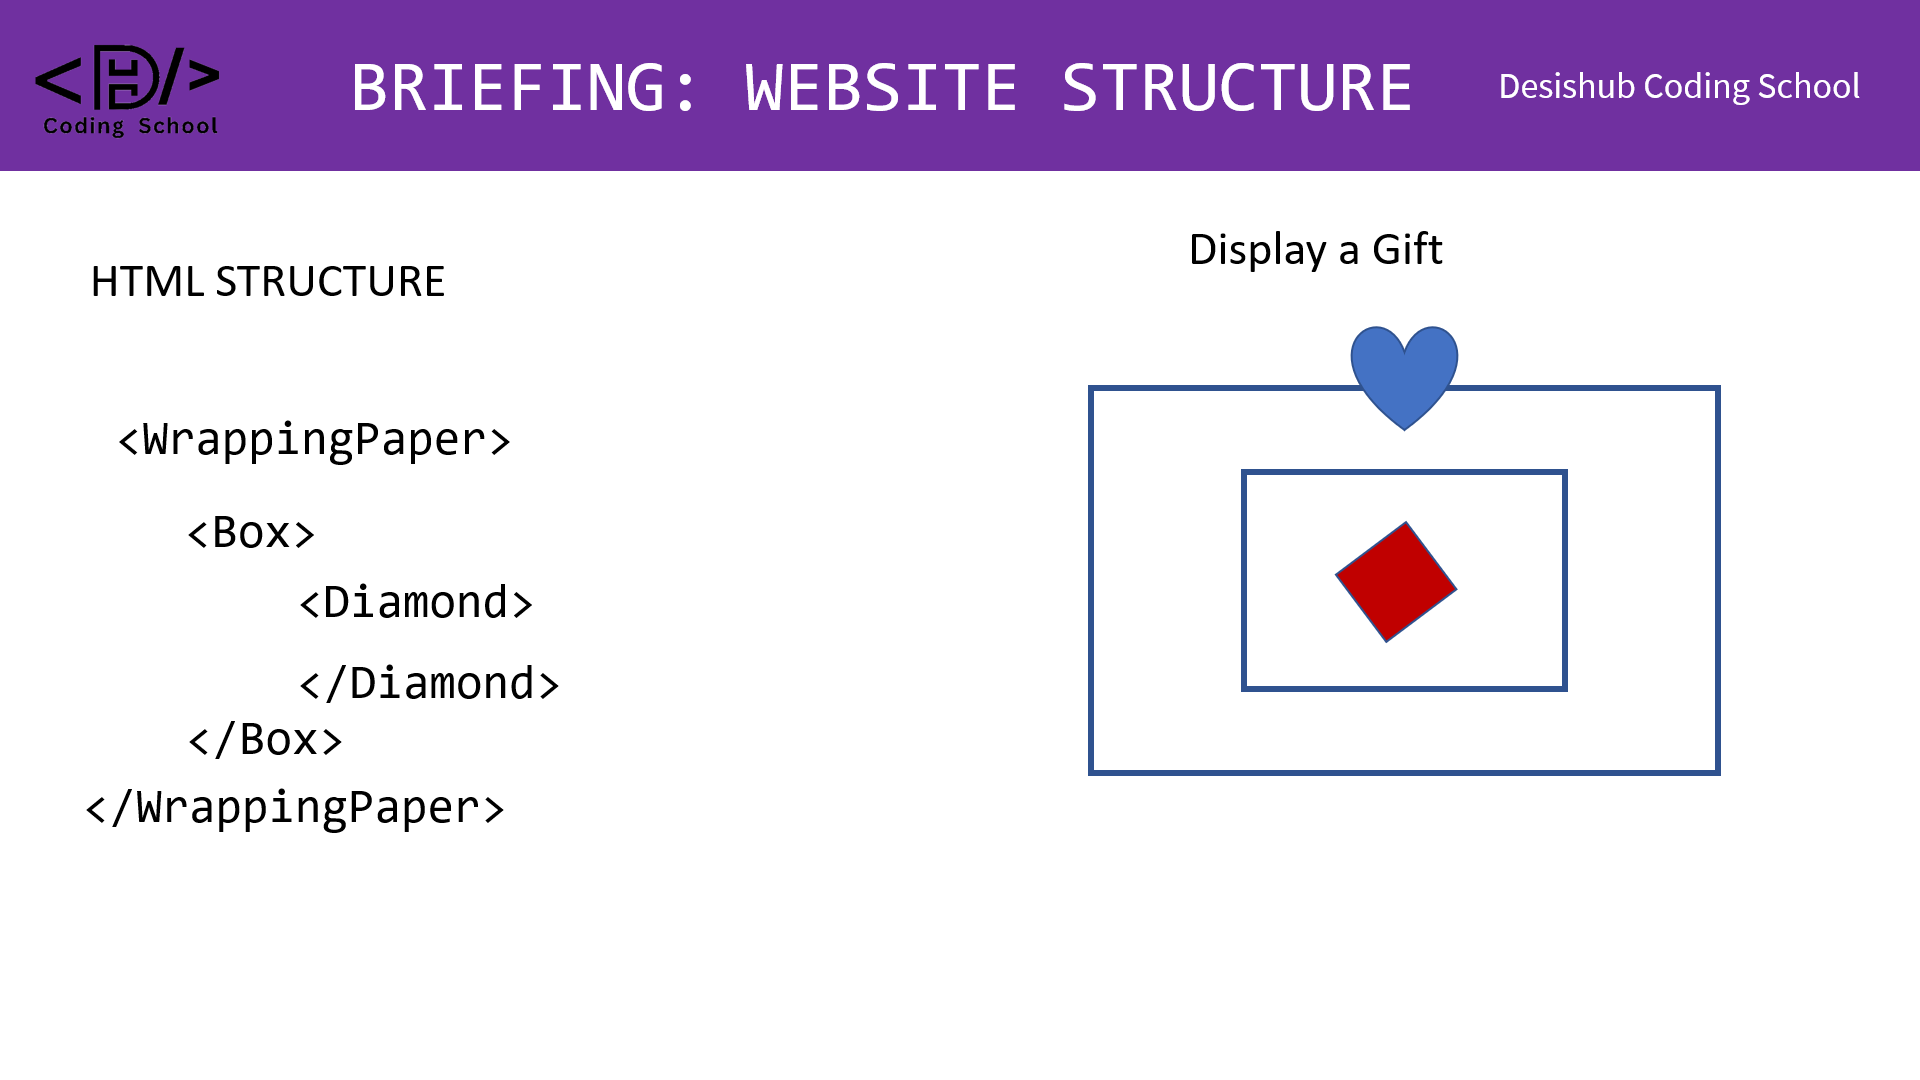 <DH/>
Coding School
BRIEFING: WEBSITE STRUCTURE
Desishub Coding School
HTML STRUCTURE
<WrappingPaper>
<Box>
<Diamond>
</Diamond>
</Box>
</WrappingPaper>
Display a Gift